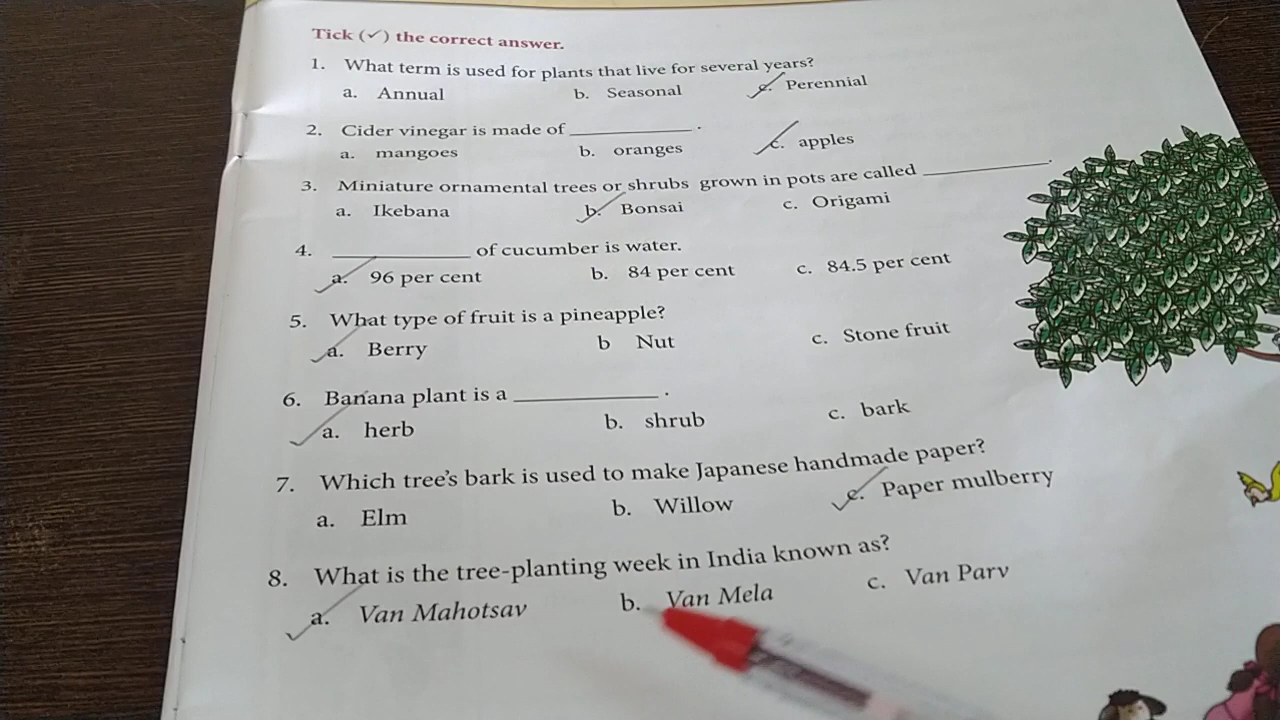 Tick (✓) the correct answer.
1. What term is used for plants that live for several years?
a. Annual b. Seasonal c. Perennial
2. Cider vinegar is made of ____________ .
a. mangoes b. oranges c. apples
3. Miniature ornamental trees or shrubs grown in pots are called ____________.
a. Ikebana b. Bonsai c. Origami
4. ____________ of cucumber is water.
a. 96 per cent b. 84 per cent c. 84.5 per cent
5. What type of fruit is a pineapple?
a. Berry b Nut c. Stone fruit
6. Banana plant is a ____________ .
a. herb b. shrub c. bark
7. Which tree's bark is used to make Japanese handmade paper?
a. Elm b. Willow c. Paper mulberry
8. What is the tree-planting week in India known as?
a. Van Mahotsav b. Van Mela c. Van Parv